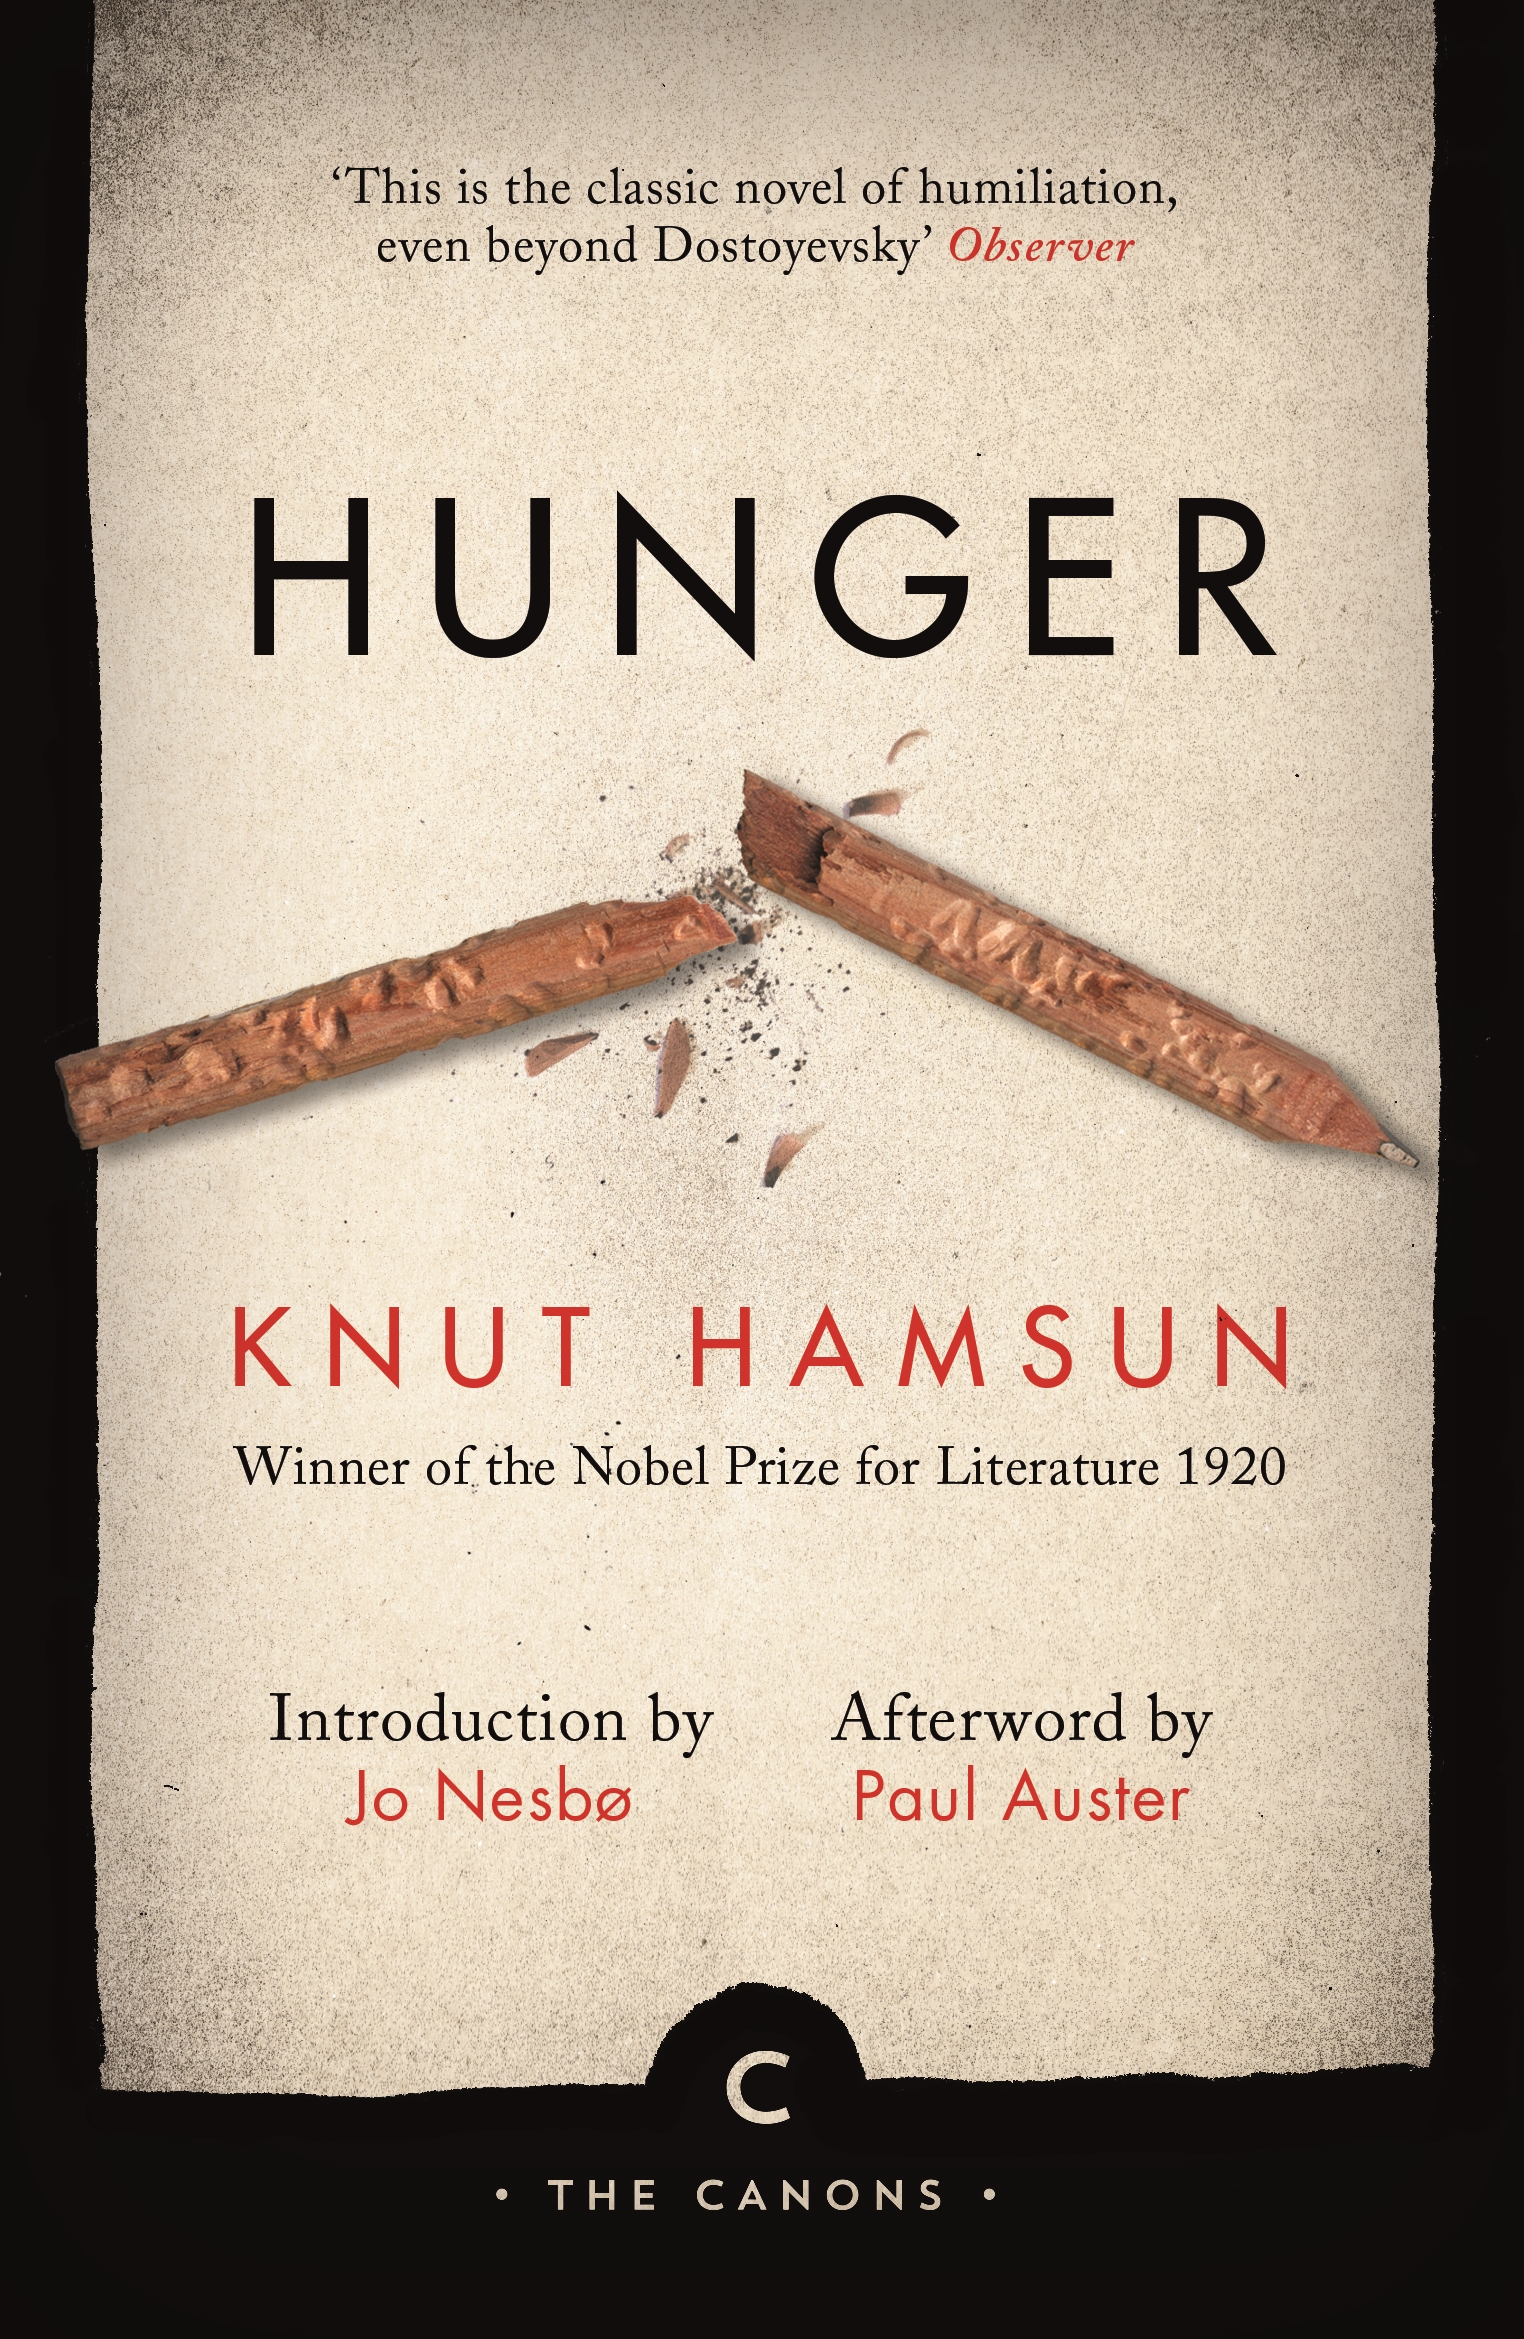 ‘This is the classic novel of humiliation,
even beyond Dostoyevsky’ Observer
HUNGER
KNUT HAMSUN
Winner of the Nobel Prize for Literature 1920
Introduction by
Jo Nesbø
Afterword by
Paul Auster
C
• THE CANONS •